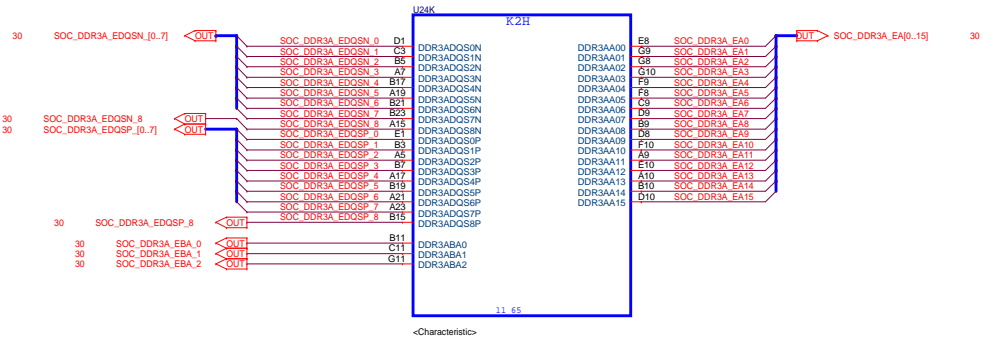 U24K
K2H
30 SOC_DDR3A_EDQSN_[0..7] OUT
OUT SOC_DDR3A_EA[0..15] 30
SOC_DDR3A_EDQSN_0 D1 DDR3ADQS0N
SOC_DDR3A_EDQSN_1 C3 DDR3ADQS1N
SOC_DDR3A_EDQSN_2 B5 DDR3ADQS2N
SOC_DDR3A_EDQSN_3 A7 DDR3ADQS3N
SOC_DDR3A_EDQSN_4 B17 DDR3ADQS4N
SOC_DDR3A_EDQSN_5 A19 DDR3ADQS5N
SOC_DDR3A_EDQSN_6 B21 DDR3ADQS6N
SOC_DDR3A_EDQSN_7 B23 DDR3ADQS7N
30 SOC_DDR3A_EDQSN_8 OUT
SOC_DDR3A_EDQSN_8 A15 DDR3ADQS8N
30 SOC_DDR3A_EDQSP_[0..7] OUT
SOC_DDR3A_EDQSP_0 E1 DDR3ADQS0P
SOC_DDR3A_EDQSP_1 B3 DDR3ADQS1P
SOC_DDR3A_EDQSP_2 A5 DDR3ADQS2P
SOC_DDR3A_EDQSP_3 B7 DDR3ADQS3P
SOC_DDR3A_EDQSP_4 A17 DDR3ADQS4P
SOC_DDR3A_EDQSP_5 B19 DDR3ADQS5P
SOC_DDR3A_EDQSP_6 A21 DDR3ADQS6P
SOC_DDR3A_EDQSP_7 A23 DDR3ADQS7P
30 SOC_DDR3A_EDQSP_8 OUT
SOC_DDR3A_EDQSP_8 B15 DDR3ADQS8P
30 SOC_DDR3A_EBA_0 OUT B11 DDR3ABA0
30 SOC_DDR3A_EBA_1 OUT C11 DDR3ABA1
30 SOC_DDR3A_EBA_2 OUT G11 DDR3ABA2
DDR3AA00 E8 SOC_DDR3A_EA0
DDR3AA01 G9 SOC_DDR3A_EA1
DDR3AA02 G8 SOC_DDR3A_EA2
DDR3AA03 G10 SOC_DDR3A_EA3
DDR3AA04 F9 SOC_DDR3A_EA4
DDR3AA05 F8 SOC_DDR3A_EA5
DDR3AA06 C9 SOC_DDR3A_EA6
DDR3AA07 D9 SOC_DDR3A_EA7
DDR3AA08 B9 SOC_DDR3A_EA8
DDR3AA09 D8 SOC_DDR3A_EA9
DDR3AA10 F10 SOC_DDR3A_EA10
DDR3AA11 A9 SOC_DDR3A_EA11
DDR3AA12 E10 SOC_DDR3A_EA12
DDR3AA13 A10 SOC_DDR3A_EA13
DDR3AA14 B10 SOC_DDR3A_EA14
DDR3AA15 D10 SOC_DDR3A_EA15
11 65
<Characteristic>